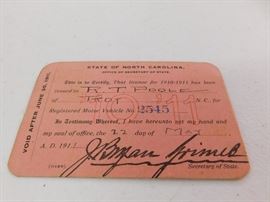 STATE OF NORTH CAROLINA,
OFFICE OF SECRETARY OF STATE.
This is to Certify, That license for 1910-1911 has been
issued to R. T. POOLE
TROY N.C. for
Registered Motor Vehicle No. 2545
In Testimony Whereof, I have hereunto set my hand and
my seal of office, the 22 day of May
A. D. 1911.
J. Bryan Grimes
Secretary of State.
VOID AFTER JUNE 30, 1911.